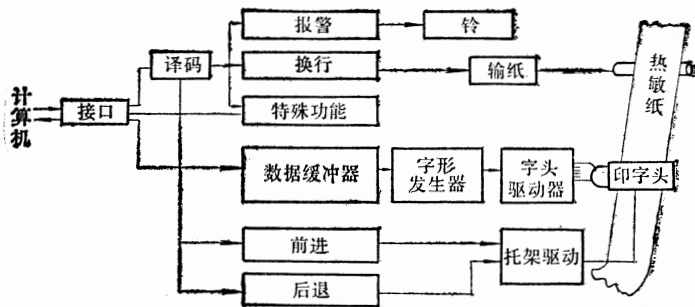 报警
铃
译码
换行
输纸
热敏纸
计算机
接口
特殊功能
数据缓冲器
字形
发生器
字头
驱动器
印字头
前进
托架驱动
后退